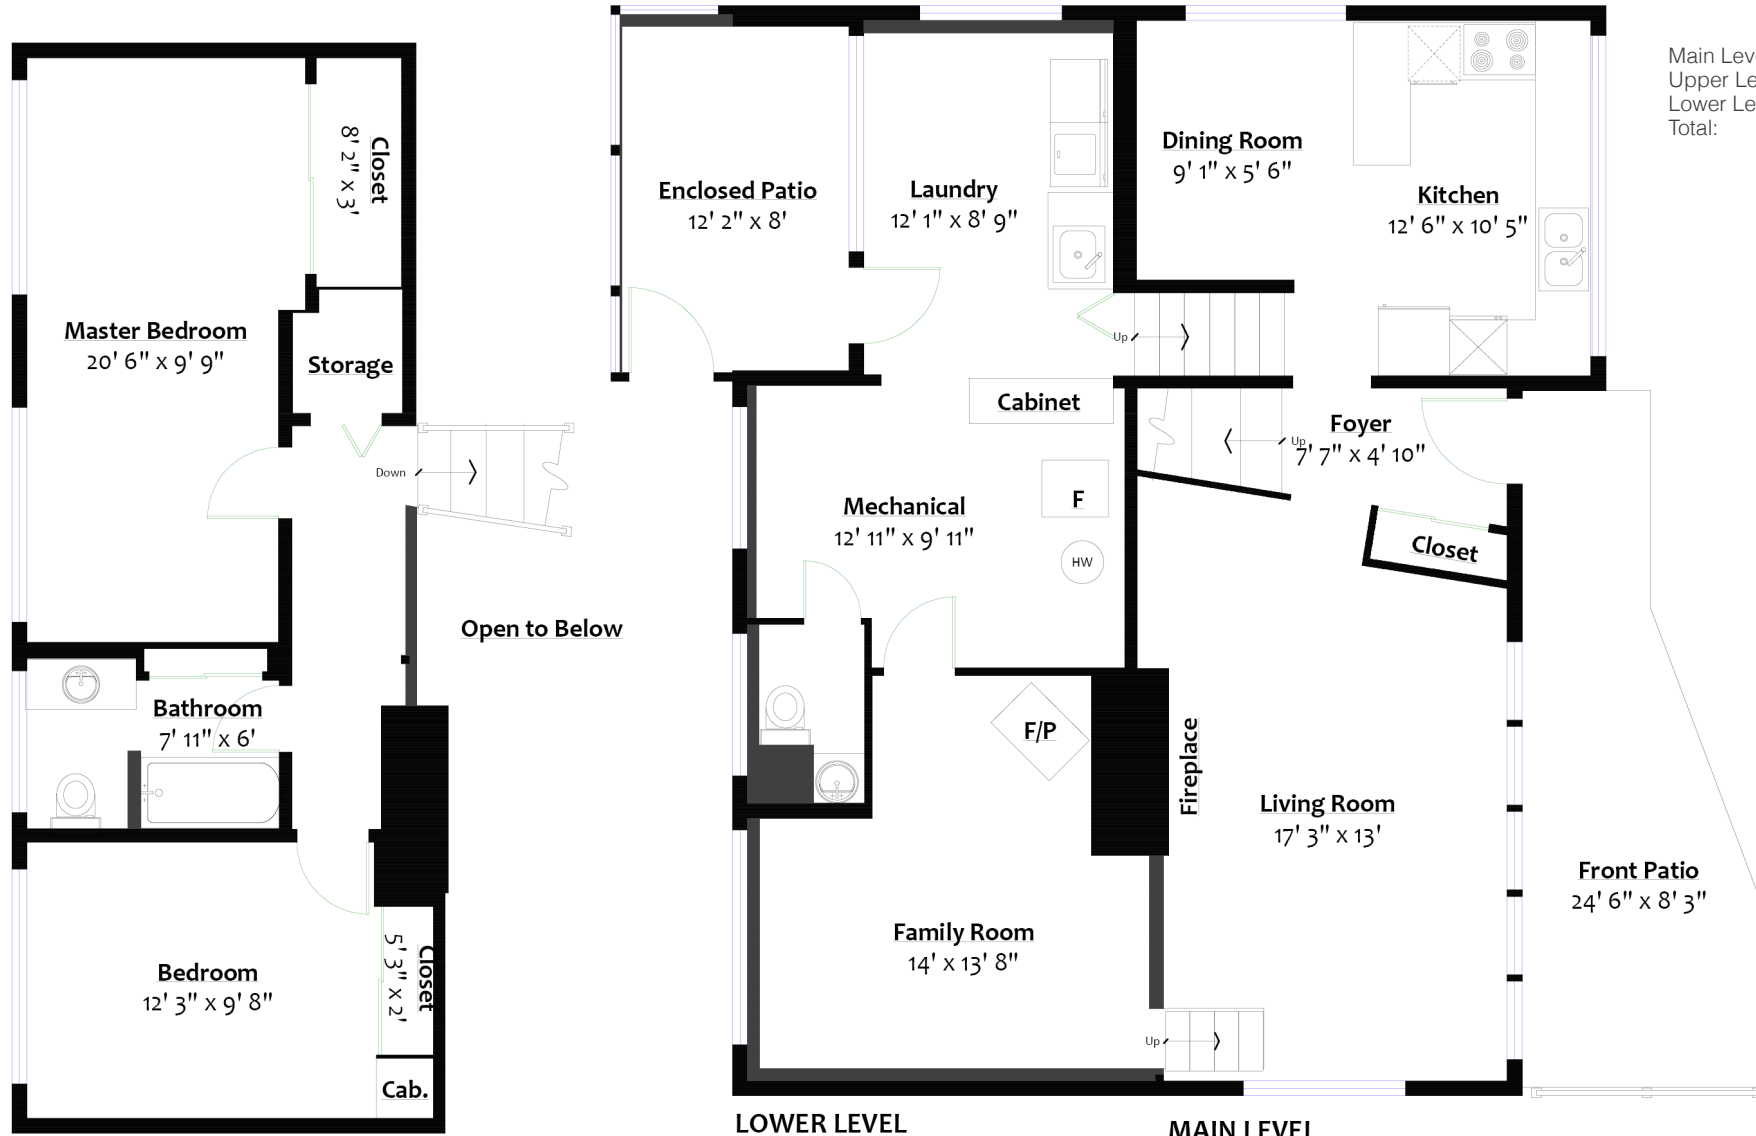 Closet
8' 2" x 3'
Master Bedroom
20' 6" x 9' 9"
Storage
Down
Open to Below
Bathroom
7' 11" x 6'
Bedroom
12' 3" x 9' 8"
Closet
5' 3" x 2'
Cab.
Enclosed Patio
12' 2" x 8'
Laundry
12' 1" x 8' 9"
Up
Cabinet
Mechanical
12' 11" x 9' 11"
F
HW
F/P
Family Room
14' x 13' 8"
Up
LOWER LEVEL
Dining Room
9' 1" x 5' 6"
Kitchen
12' 6" x 10' 5"
Foyer
Up
7' 7" x 4' 10"
Closet
Fireplace
Living Room
17' 3" x 13'
Front Patio
24' 6" x 8' 3"
MAIN LEVEL
Main Leve
Upper Le
Lower Le
Total: